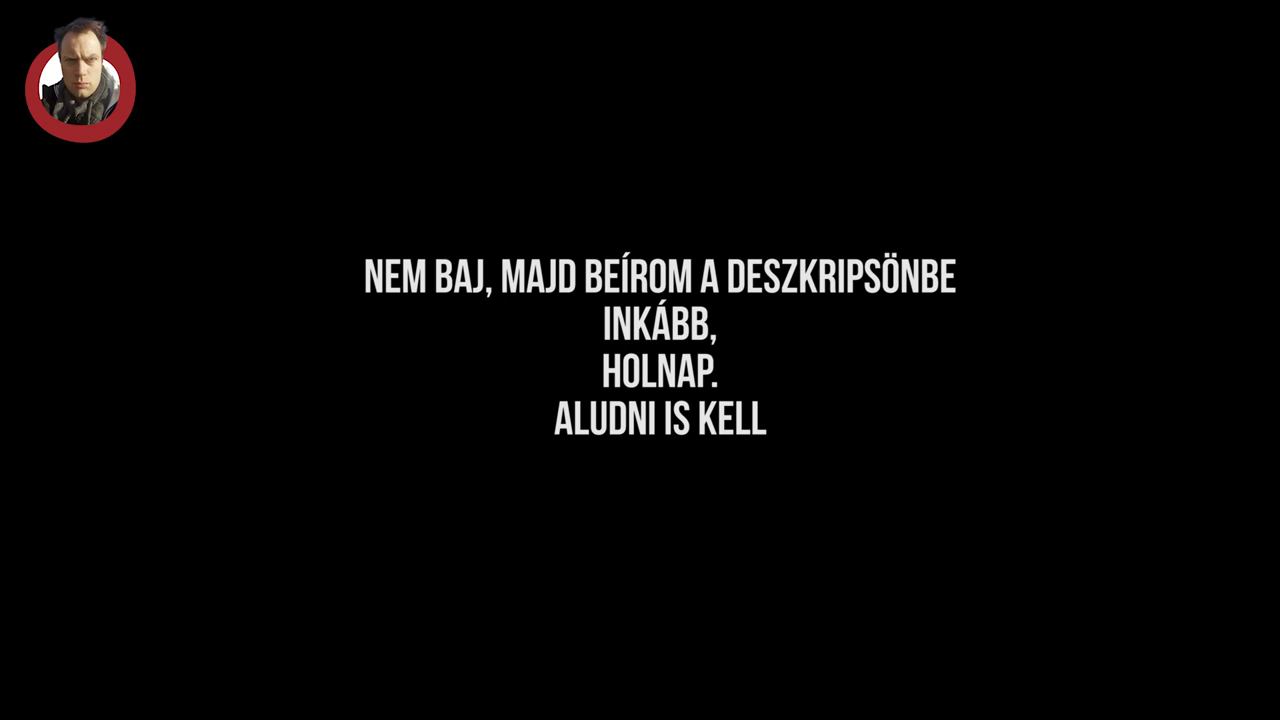 NEM BAJ, MAJD BEÍROM A DESZKRIPSÖNBE
INKÁBB,
HOLNAP.
ALUDNI IS KELL